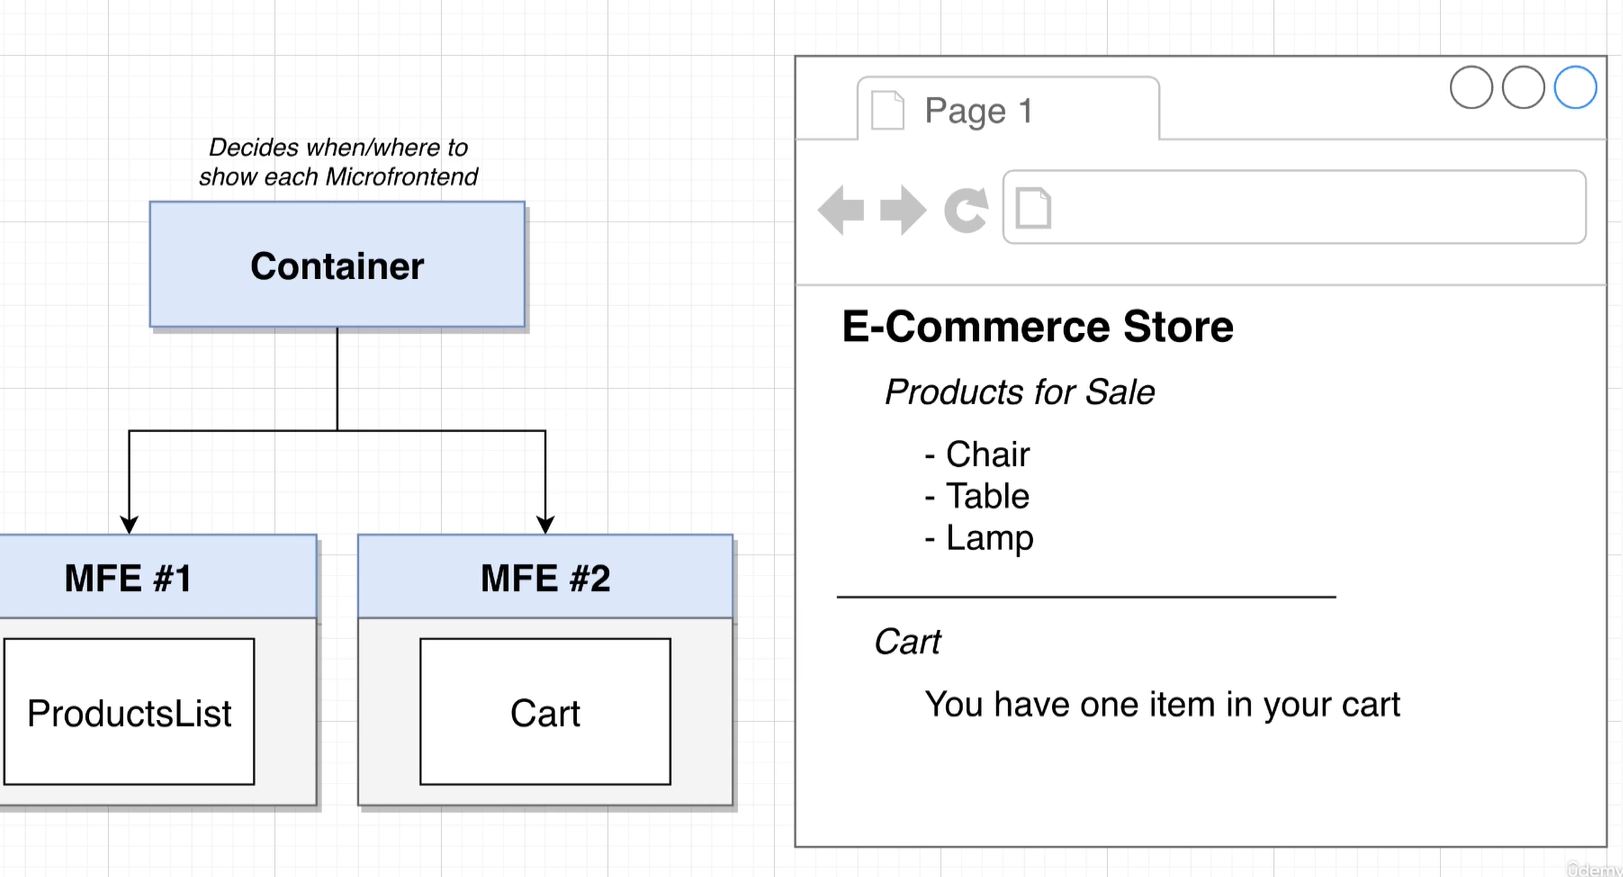 Decides when/where to
show each Microfrontend
Container
MFE #1
ProductsList
MFE #2
Cart
Page 1
E-Commerce Store
Products for Sale
- Chair
- Table
- Lamp
Cart
You have one item in your cart
ûdemy